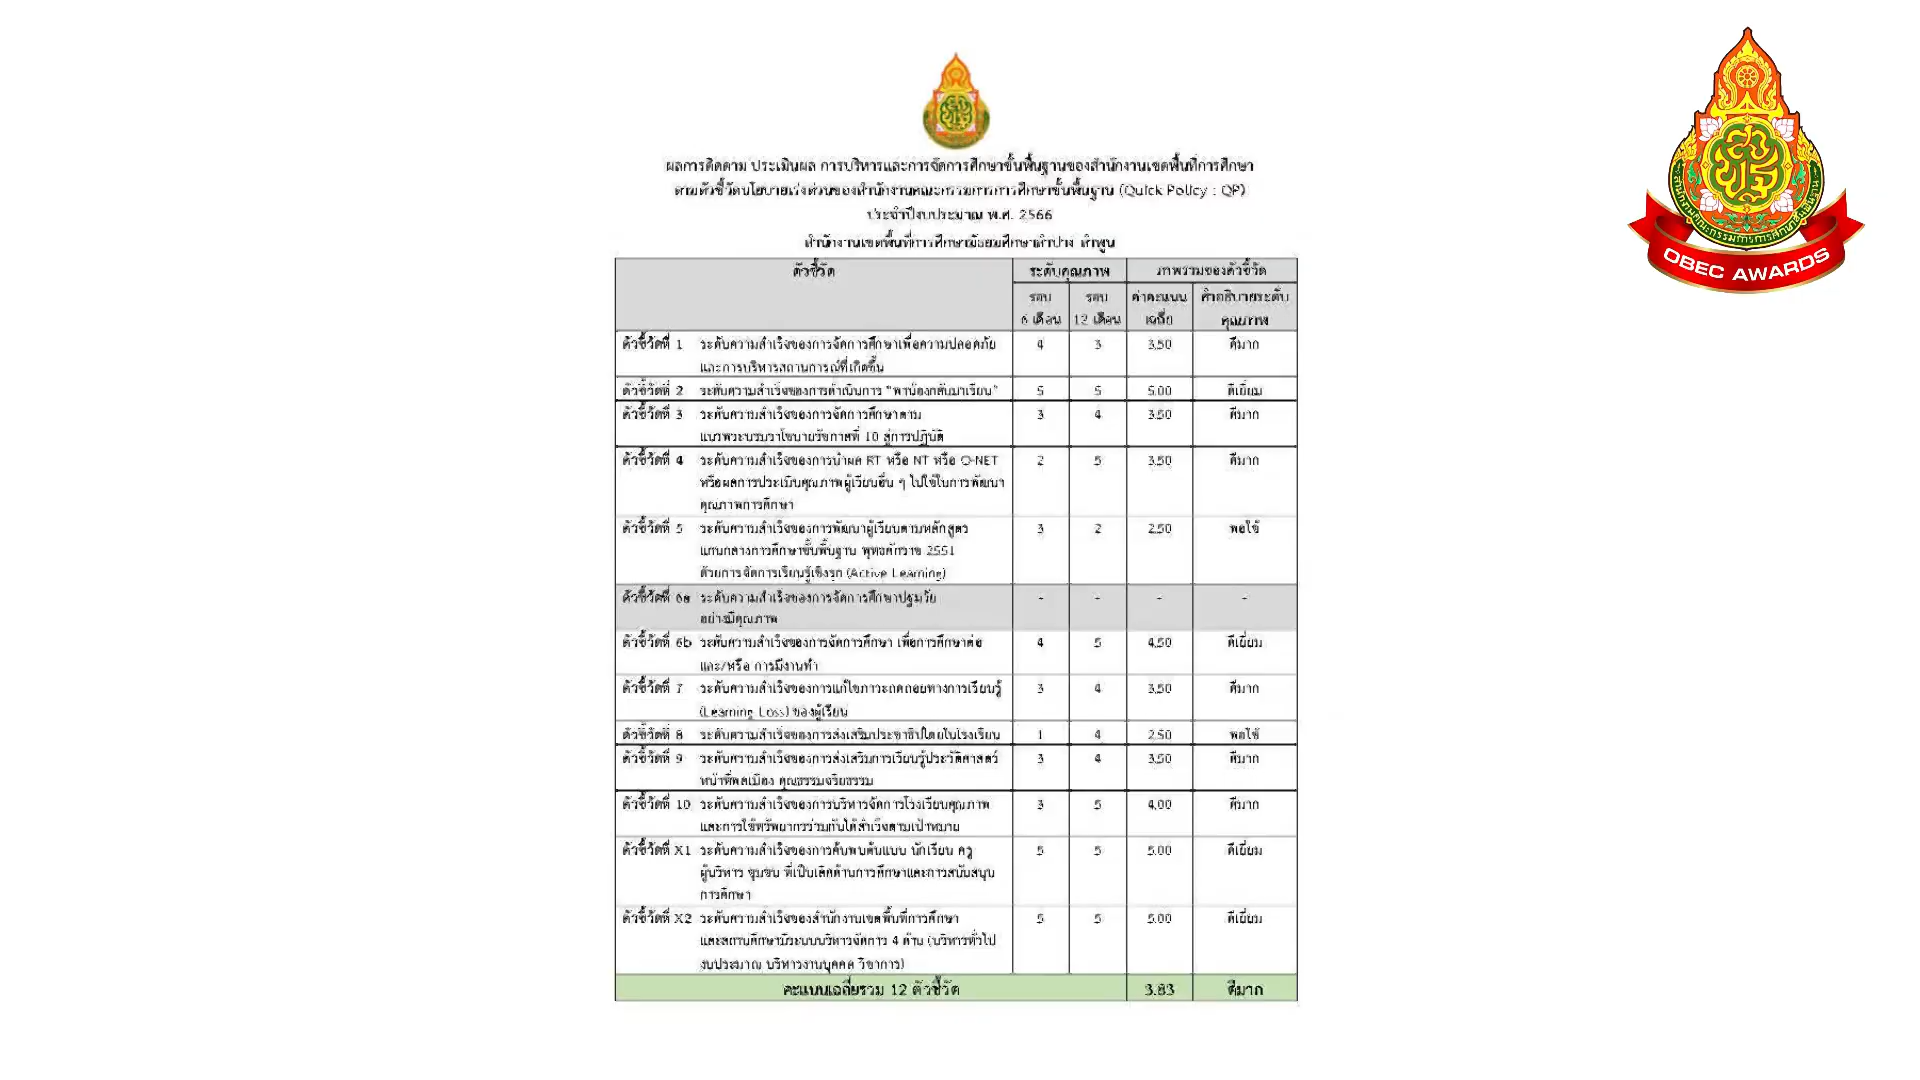 ผลการติดตาม ประเมินผล การบริหารและการจัดการศึกษาขั้นพื้นฐานของสำนักงานเขตพื้นที่การศึกษา
ตามตัวชี้วัดนโยบายเร่งด่วนของสำนักงานคณะกรรมการการศึกษาขั้นพื้นฐาน (Quick Policy : QP)
ประจำปีงบประมาณ พ.ศ. 2566
สำนักงานเขตพื้นที่การศึกษามัธยมศึกษาลำปาง ลำพูน
ตัวชี้วัด ระดับคุณภาพ ภาพรวมของตัวชี้วัด
รอบ รอบ ค่าคะแนน คำอธิบายระดับ
6 เดือน 12 เดือน เฉลี่ย คุณภาพ
ตัวชี้วัดที่ 1 ระดับความสำเร็จของการจัดการศึกษาเพื่อความปลอดภัย 4 3 3.50 ดีมาก
และการบริหารสถานการณ์ที่เกิดขึ้น
ตัวชี้วัดที่ 2 ระดับความสำเร็จของการดำเนินการ "พาน้องกลับมาเรียน" 5 5 5.00 ดีเยี่ยม
ตัวชี้วัดที่ 3 ระดับความสำเร็จของการจัดการศึกษาตาม 3 4 3.50 ดีมาก
แนวพระบรมราโชบายรัชกาลที่ 10 สู่การปฏิบัติ
ตัวชี้วัดที่ 4 ระดับความสำเร็จของการนำผล RT หรือ NT หรือ O-NET 2 5 3.50 ดีมาก
หรือผลการประเมินคุณภาพผู้เรียนอื่น ๆ ไปใช้ในการพัฒนา
คุณภาพการศึกษา
ตัวชี้วัดที่ 5 ระดับความสำเร็จของการพัฒนาผู้เรียนตามหลักสูตร 3 2 2.50 พอใช้
แกนกลางการศึกษาขั้นพื้นฐาน พุทธศักราช 2551
ด้วยการจัดการเรียนรู้เชิงรุก (Active Learning)
ตัวชี้วัดที่ 6a ระดับความสำเร็จของการจัดการศึกษาปฐมวัย - - - -
อย่างมีคุณภาพ
ตัวชี้วัดที่ 6b ระดับความสำเร็จของการจัดการศึกษา เพื่อการศึกษาต่อ 4 5 4.50 ดีเยี่ยม
และ/หรือ การมีงานทำ
ตัวชี้วัดที่ 7 ระดับความสำเร็จของการแก้ไขภาวะถดถอยทางการเรียนรู้ 3 4 3.50 ดีมาก
(Learning Loss) ของผู้เรียน
ตัวชี้วัดที่ 8 ระดับความสำเร็จของการส่งเสริมประชาธิปไตยในโรงเรียน 1 4 2.50 พอใช้
ตัวชี้วัดที่ 9 ระดับความสำเร็จของการส่งเสริมการเรียนรู้ประวัติศาสตร์ 3 4 3.50 ดีมาก
หน้าที่พลเมือง คุณธรรมจริยธรรม
ตัวชี้วัดที่ 10 ระดับความสำเร็จของการบริหารจัดการโรงเรียนคุณภาพ 3 5 4.00 ดีมาก
และการใช้ทรัพยากรร่วมกันได้สำเร็จตามเป้าหมาย
ตัวชี้วัดที่ X1 ระดับความสำเร็จของการค้นพบต้นแบบ นักเรียน ครู 5 5 5.00 ดีเยี่ยม
ผู้บริหาร ชุมชน ที่เป็นเลิศด้านการศึกษาและการสนับสนุน
การศึกษา
ตัวชี้วัดที่ X2 ระดับความสำเร็จของสำนักงานเขตพื้นที่การศึกษา 5 5 5.00 ดีเยี่ยม
และสถานศึกษามีระบบบริหารจัดการ 4 ด้าน (บริหารทั่วไป
งบประมาณ บริหารงานบุคคล วิชาการ)
คะแนนเฉลี่ยรวม 12 ตัวชี้วัด 3.83 ดีมาก
สำนักงานคณะกรรมการการศึกษาขั้นพื้นฐาน
OBEC AWARDS